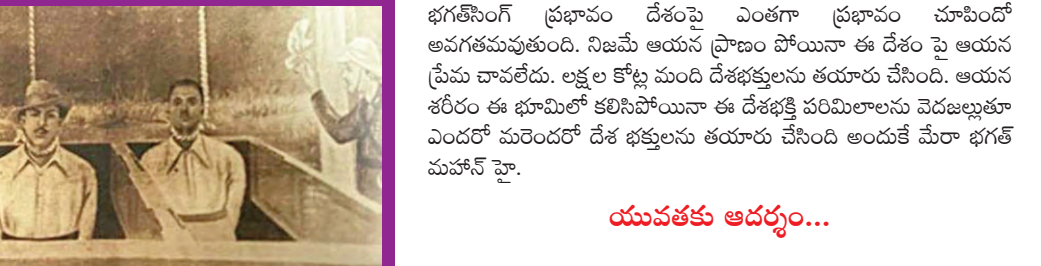 భగత్‌సింగ్ ప్రభావం దేశంపై ఎంతగా ప్రభావం చూపిందో
అవగతమవుతుంది. నిజమే ఆయన ప్రాణం పోయినా ఈ దేశం పై ఆయన
ప్రేమ చావలేదు. లక్షల కోట్ల మంది దేశభక్తులను తయారు చేసింది. ఆయన
శరీరం ఈ భూమిలో కలిసిపోయినా ఈ దేశభక్తి పరిమిలాలను వెదజల్లుతూ
ఎందరో మరెందరో దేశ భక్తులను తయారు చేసింది అందుకే మేరా భగత్
మహాన్ హై.
యువతకు ఆదర్శం...